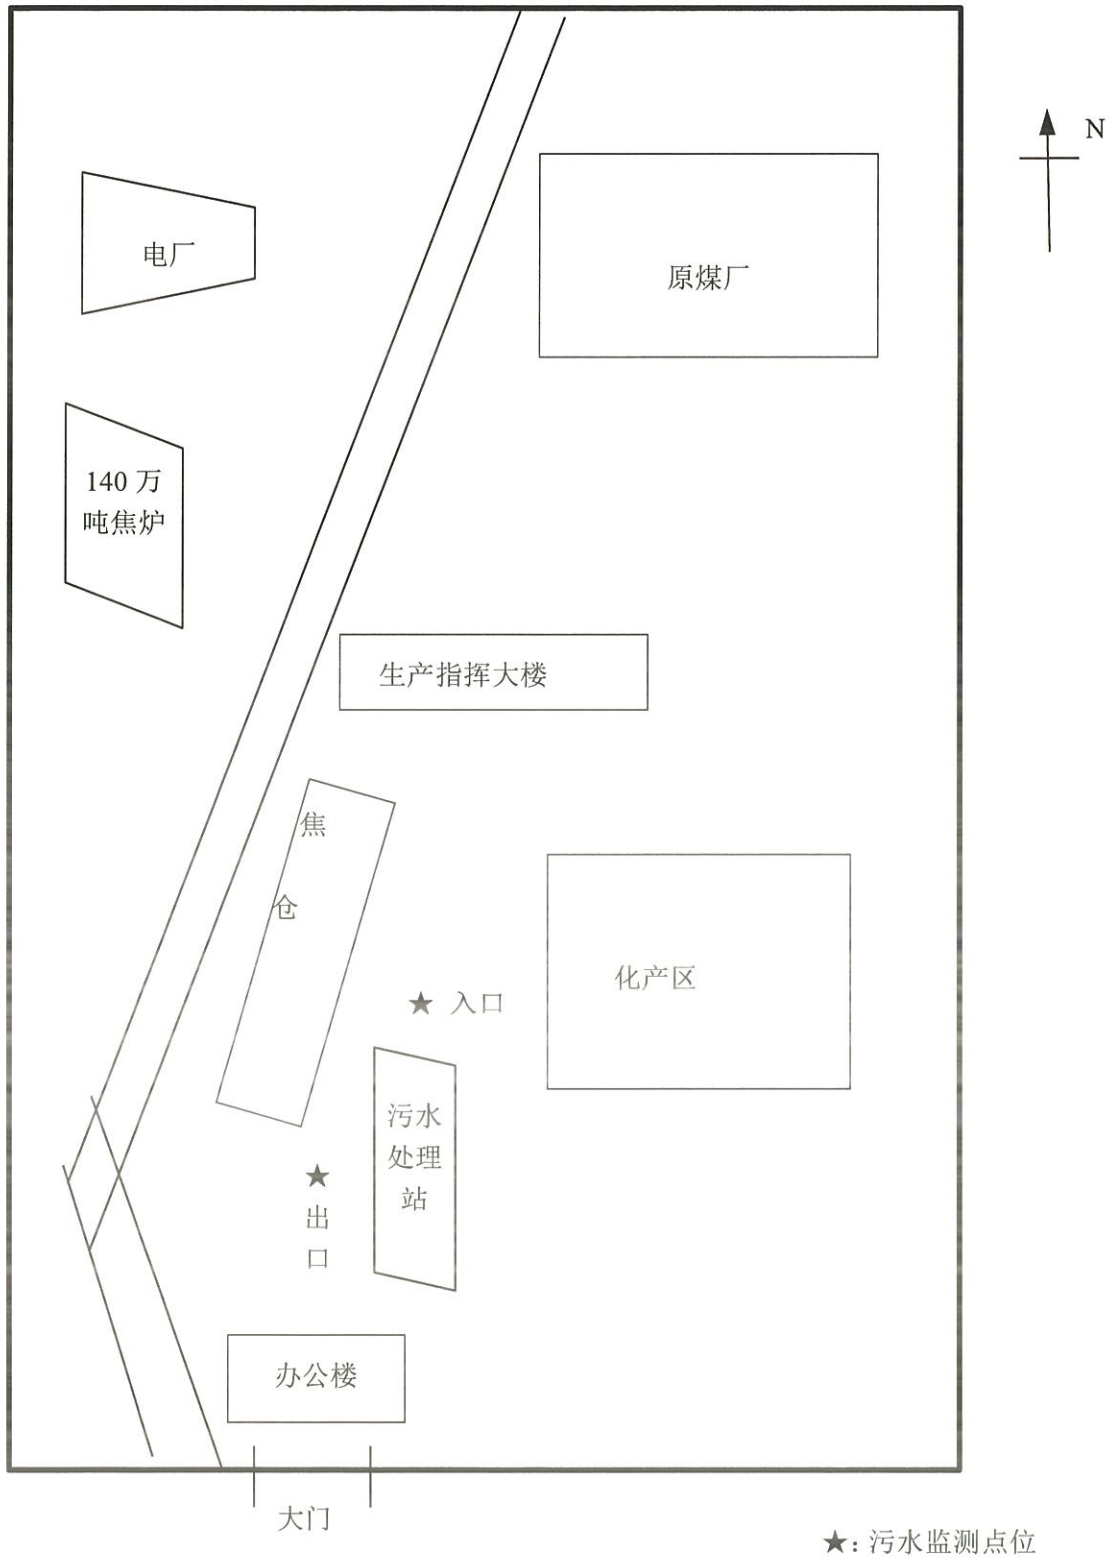 N
电厂
原煤厂
140 万
吨焦炉
生产指挥大楼
焦
仓
化产区
★ 入口
污水
处理
站
★
出
口
办公楼
大门
★：污水监测点位